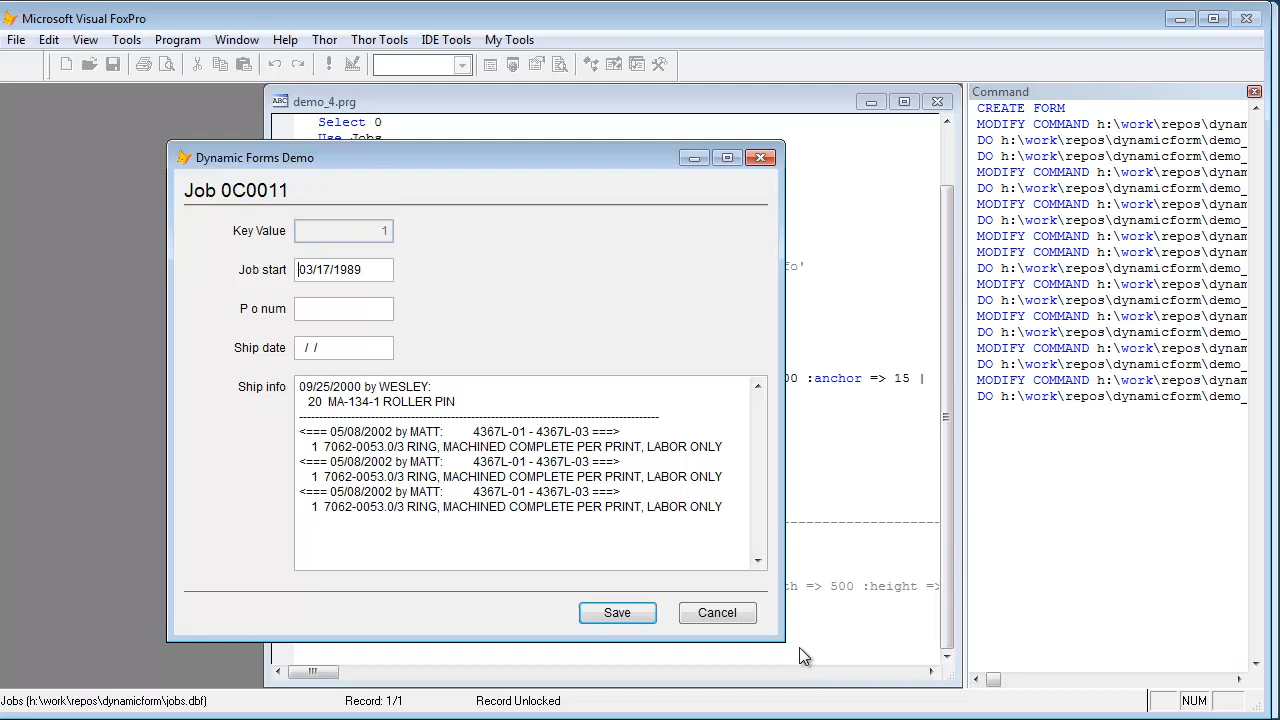 Microsoft Visual FoxPro
File Edit View Tools Program Window Help Thor Thor Tools IDE Tools My Tools
demo_4.prg
Select 0
Use Jobs
fo'
00 :anchor => 15 |
th => 500 :height =>
Dynamic Forms Demo
Job 0C0011
Key Value 1
Job start 03/17/1989
P o num
Ship date / /
Ship info
09/25/2000 by WESLEY:
20 MA-134-1 ROLLER PIN
--------------------------------------------------------------------------------
<=== 05/08/2002 by MATT: 4367L-01 - 4367L-03 ===>
1 7062-0053.0/3 RING, MACHINED COMPLETE PER PRINT, LABOR ONLY
<=== 05/08/2002 by MATT: 4367L-01 - 4367L-03 ===>
1 7062-0053.0/3 RING, MACHINED COMPLETE PER PRINT, LABOR ONLY
<=== 05/08/2002 by MATT: 4367L-01 - 4367L-03 ===>
1 7062-0053.0/3 RING, MACHINED COMPLETE PER PRINT, LABOR ONLY
Save Cancel
Command
CREATE FORM
MODIFY COMMAND h:\work\repos\dynam
DO h:\work\repos\dynamicform\demo_
DO h:\work\repos\dynamicform\demo_
MODIFY COMMAND h:\work\repos\dynam
DO h:\work\repos\dynamicform\demo_
MODIFY COMMAND h:\work\repos\dynam
DO h:\work\repos\dynamicform\demo_
MODIFY COMMAND h:\work\repos\dynam
MODIFY COMMAND h:\work\repos\dynam
DO h:\work\repos\dynamicform\demo_
MODIFY COMMAND h:\work\repos\dynam
DO h:\work\repos\dynamicform\demo_
MODIFY COMMAND h:\work\repos\dynam
DO h:\work\repos\dynamicform\demo_
MODIFY COMMAND h:\work\repos\dynam
DO h:\work\repos\dynamicform\demo_
MODIFY COMMAND h:\work\repos\dynam
DO h:\work\repos\dynamicform\demo_
Jobs (h:\work\repos\dynamicform\jobs.dbf) Record: 1/1 Record Unlocked NUM